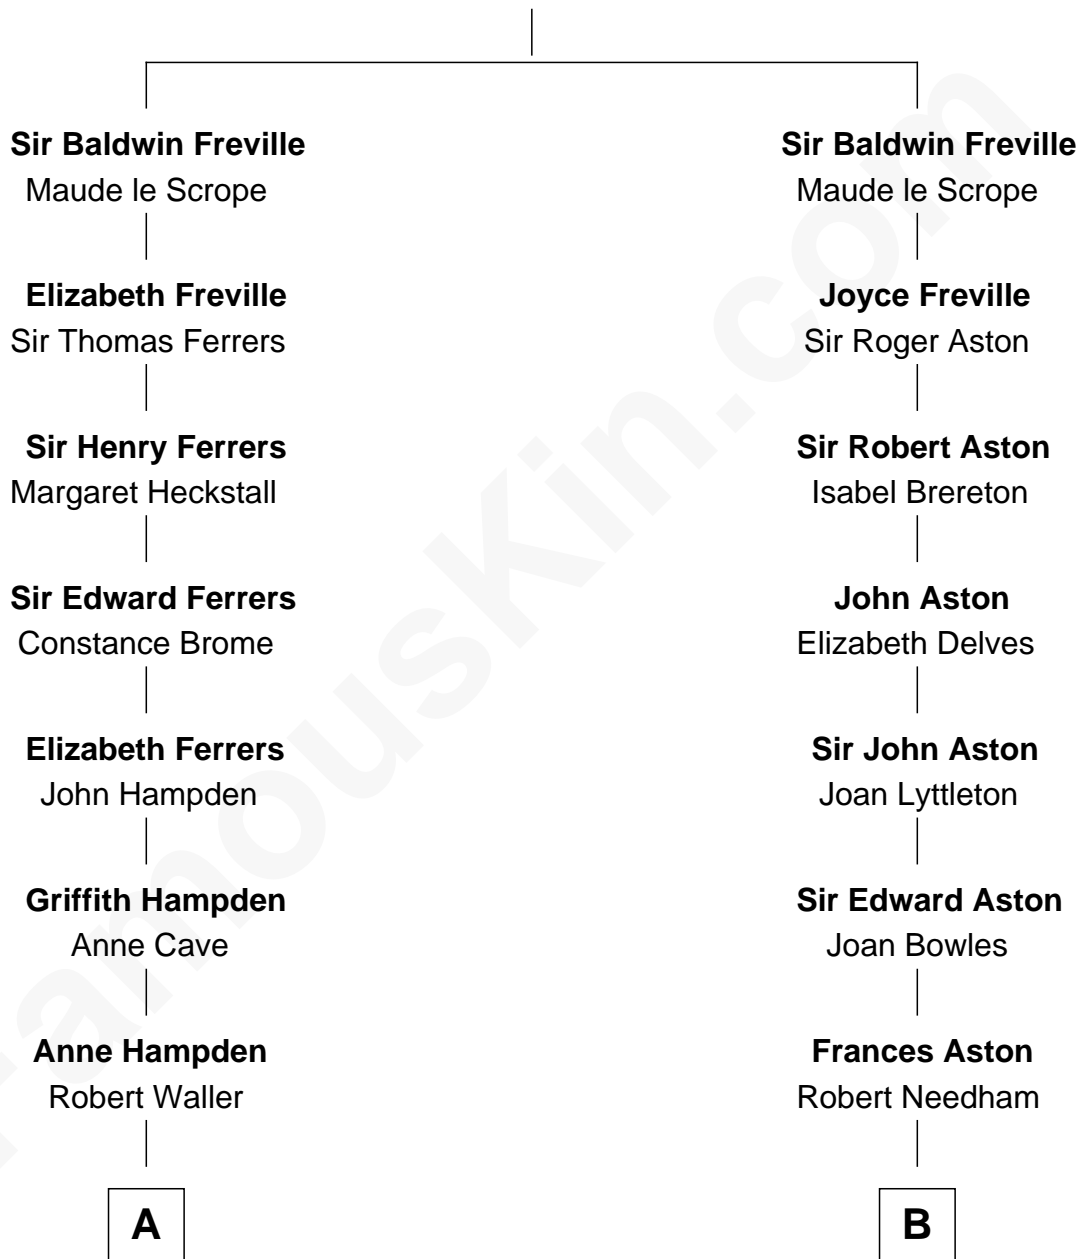 Sir Baldwin Freville
Maude le Scrope
Elizabeth Freville
Sir Thomas Ferrers
Sir Henry Ferrers
Margaret Heckstall
Sir Edward Ferrers
Constance Brome
Elizabeth Ferrers
John Hampden
Griffith Hampden
Anne Cave
Anne Hampden
Robert Waller
A
Sir Baldwin Freville
Maude le Scrope
Joyce Freville
Sir Roger Aston
Sir Robert Aston
Isabel Brereton
John Aston
Elizabeth Delves
Sir John Aston
Joan Lyttleton
Sir Edward Aston
Joan Bowles
Frances Aston
Robert Needham
B
FamousKin.com